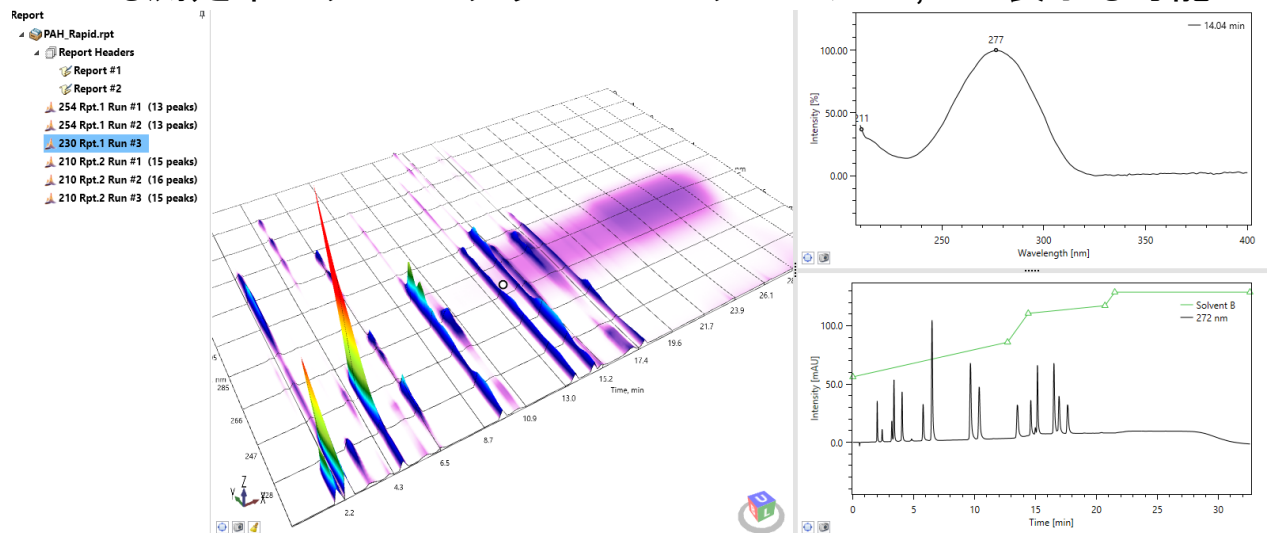 Report
PAH_Rapid.rpt
Report Headers
Report #1
Report #2
254 Rpt.1 Run #1 (13 peaks)
254 Rpt.1 Run #2 (13 peaks)
230 Rpt.1 Run #3
210 Rpt.2 Run #1 (15 peaks)
210 Rpt.2 Run #2 (16 peaks)
210 Rpt.2 Run #3 (15 peaks)
nm
285
266
247
228
2.2
4.3
6.5
8.7
10.9
13.0
15.2
17.4
19.6
21.7
23.9
26.1
Time, min
nm
Z
Y
X
U
L
14.04 min
277
211
100.00
50.00
0.00
Intensity [%]
250
300
350
400
Wavelength [nm]
Solvent B
272 nm
100.0
50.0
0.0
Intensity [mAU]
0
5
10
15
20
25
30
Time [min]